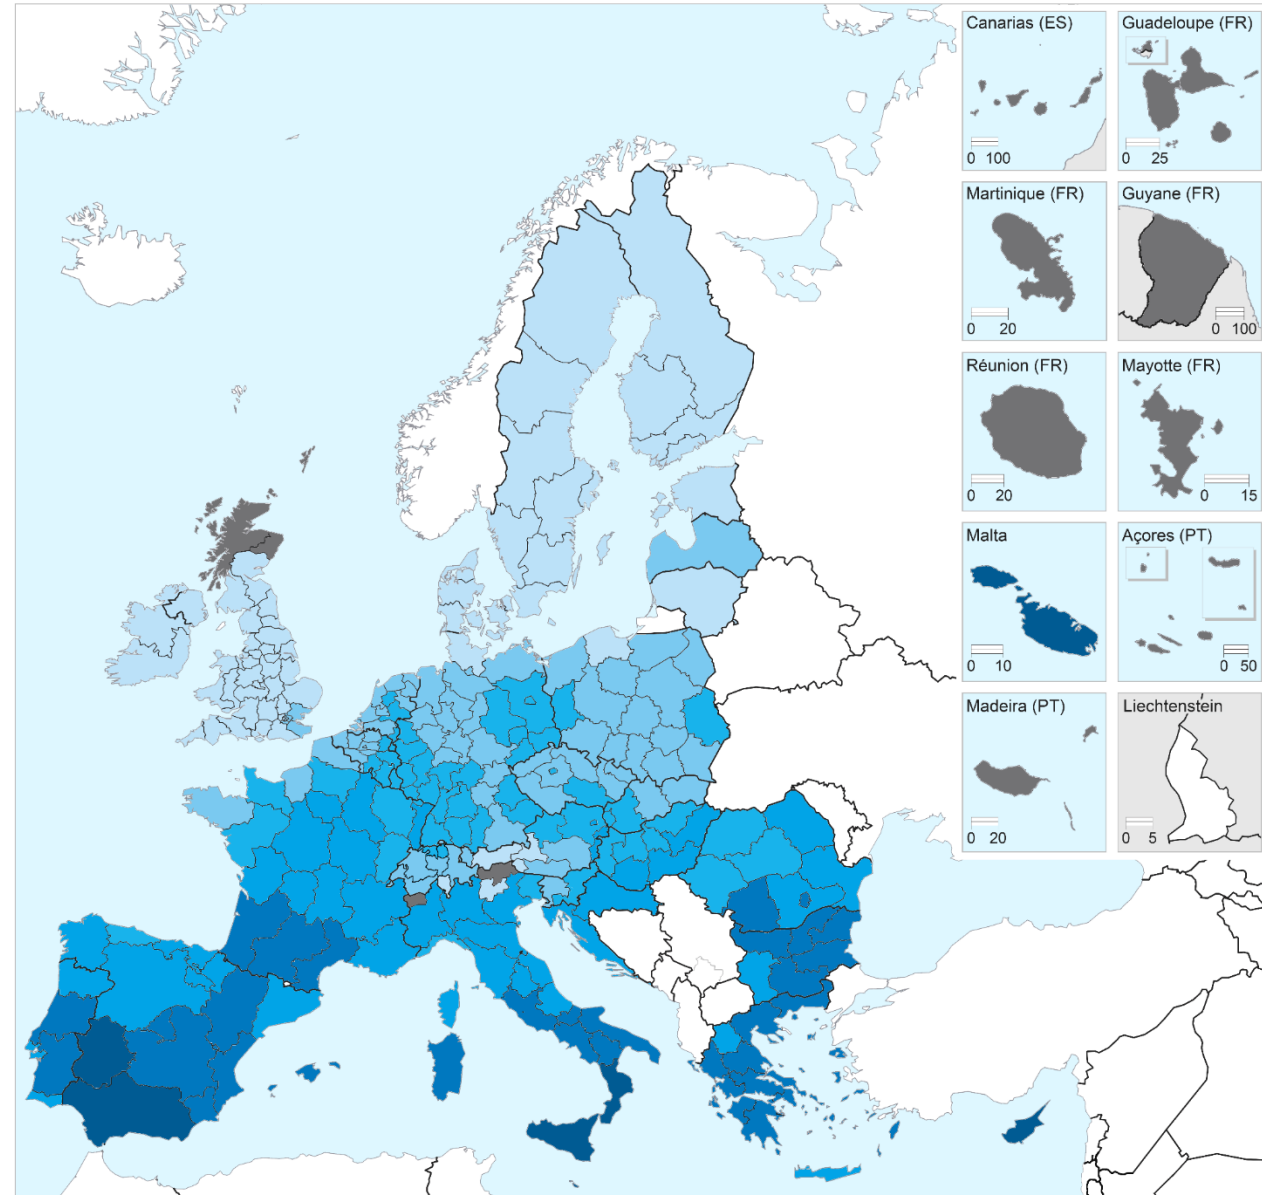 Canarias (ES)
0 100
Guadeloupe (FR)
0 25
Martinique (FR)
0 20
Guyane (FR)
0 100
Réunion (FR)
0 20
Mayotte (FR)
0 15
Malta
0 10
Açores (PT)
0 50
Madeira (PT)
0 20
Liechtenstein
0 5